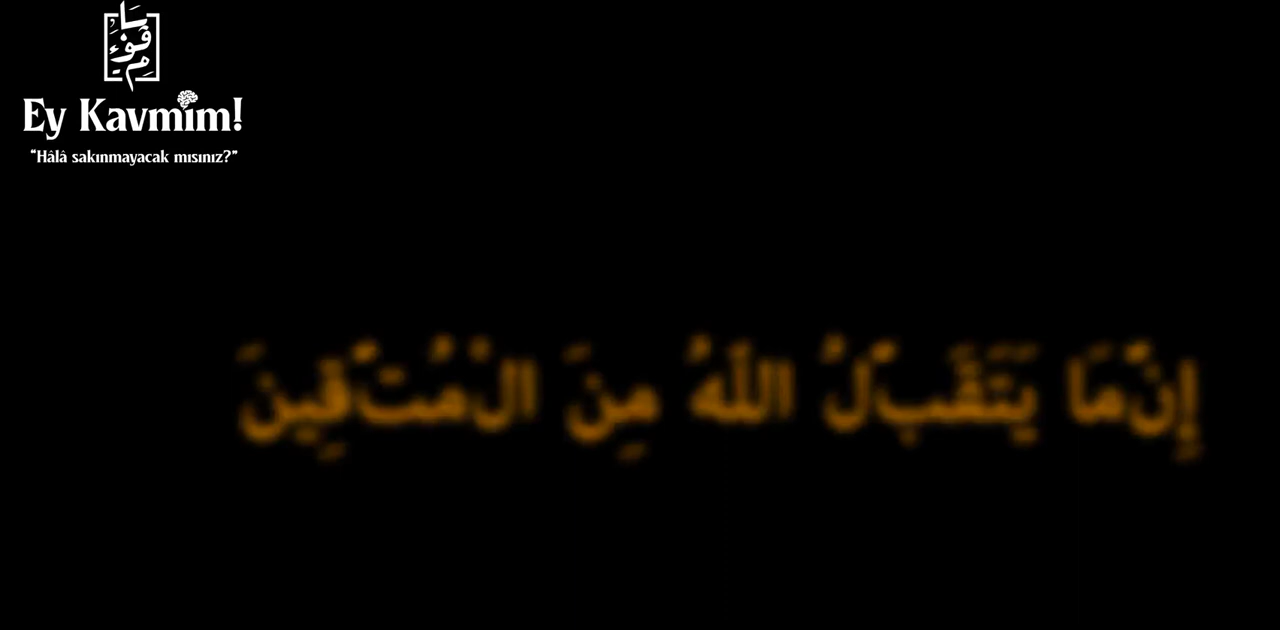 يَا قَوْمِ
Ey Kavmim!
"Hâlâ sakınmayacak mısınız?"
إِنَّمَا يَتَقَبَّلُ اللَّهُ مِنَ الْمُتَّقِينَ